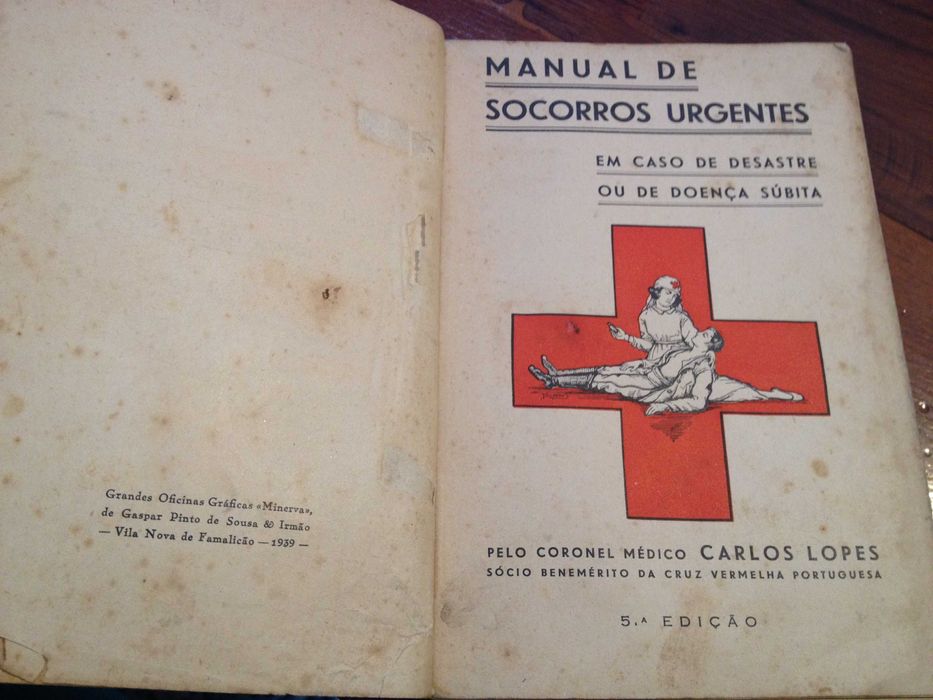 Grandes Oficinas Gráficas «Minerva»,
de Gaspar Pinto de Sousa & Irmão
— Vila Nova de Famalicão — 1939 —
MANUAL DE
SOCORROS URGENTES
EM CASO DE DESASTRE
OU DE DOENÇA SÚBITA
PELO CORONEL MÉDICO CARLOS LOPES
SÓCIO BENEMÉRITO DA CRUZ VERMELHA PORTUGUESA
5.ᴬ EDIÇÃO